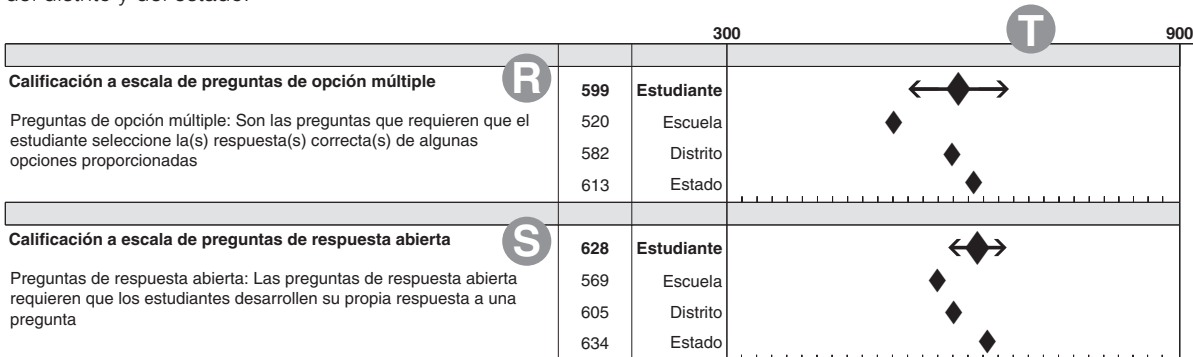 del distrito y del estado.
300 T 900
Calificación a escala de preguntas de opción múltiple R 599 Estudiante
Preguntas de opción múltiple: Son las preguntas que requieren que el 520 Escuela
estudiante seleccione la(s) respuesta(s) correcta(s) de algunas
opciones proporcionadas 582 Distrito
613 Estado
Calificación a escala de preguntas de respuesta abierta S 628 Estudiante
Preguntas de respuesta abierta: Las preguntas de respuesta abierta 569 Escuela
requieren que los estudiantes desarrollen su propia respuesta a una
pregunta 605 Distrito
634 Estado